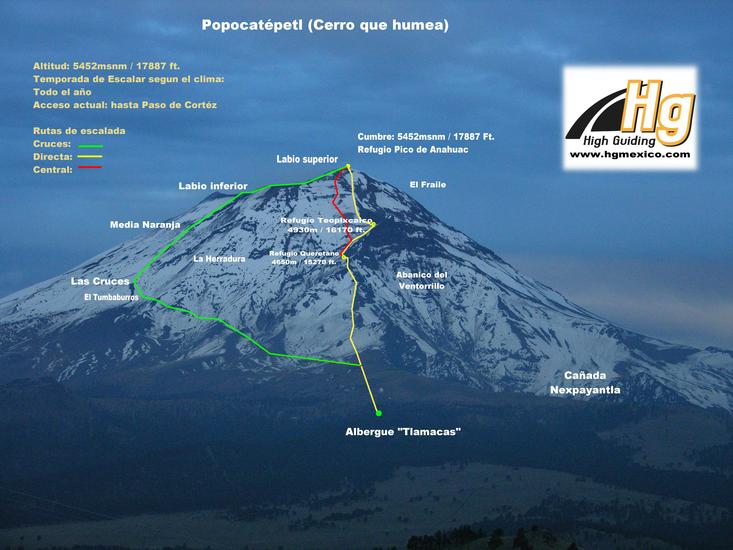 Popocatépetl (Cerro que humea)
Altitud: 5452msnm / 17887 ft.
Temporada de Escalar segun el clima:
Todo el año
Acceso actual: hasta Paso de Cortéz
Rutas de escalada
Cruces:
Directa:
Central:
Hg
High Guiding
www.hgmexico.com
Cumbre: 5452msnm / 17887 Ft.
Refugio Pico de Anahuac
Labio superior
Labio inferior
El Fraile
Media Naranja
Refugio Teopixcalco
4930m / 16170 ft.
La Herradura
Refugio Queretano
4650m / 15270 ft.
Las Cruces
El Tumbaburros
Abanico del
Ventorrillo
Cañada
Nexpayantla
Albergue "Tlamacas"